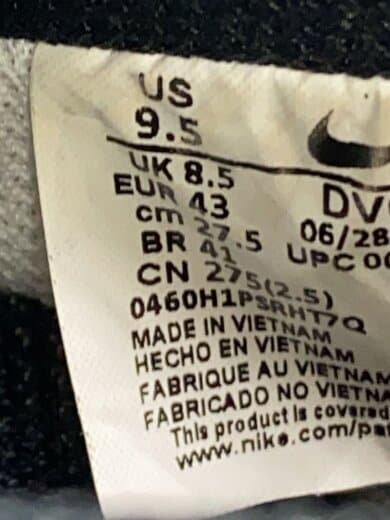 US
9.5
UK 8.5
EUR 43
cm 27.5
BR 41
CN 275(2.5)
0460H1PSRHT7Q
MADE IN VIETNAM
HECHO EN VIETNAM
FABRIQUE AU VIETNAM
FABRICADO NO VIETNA
This product is covered
www.nike.com/pat
DV
06/28
UPC 00